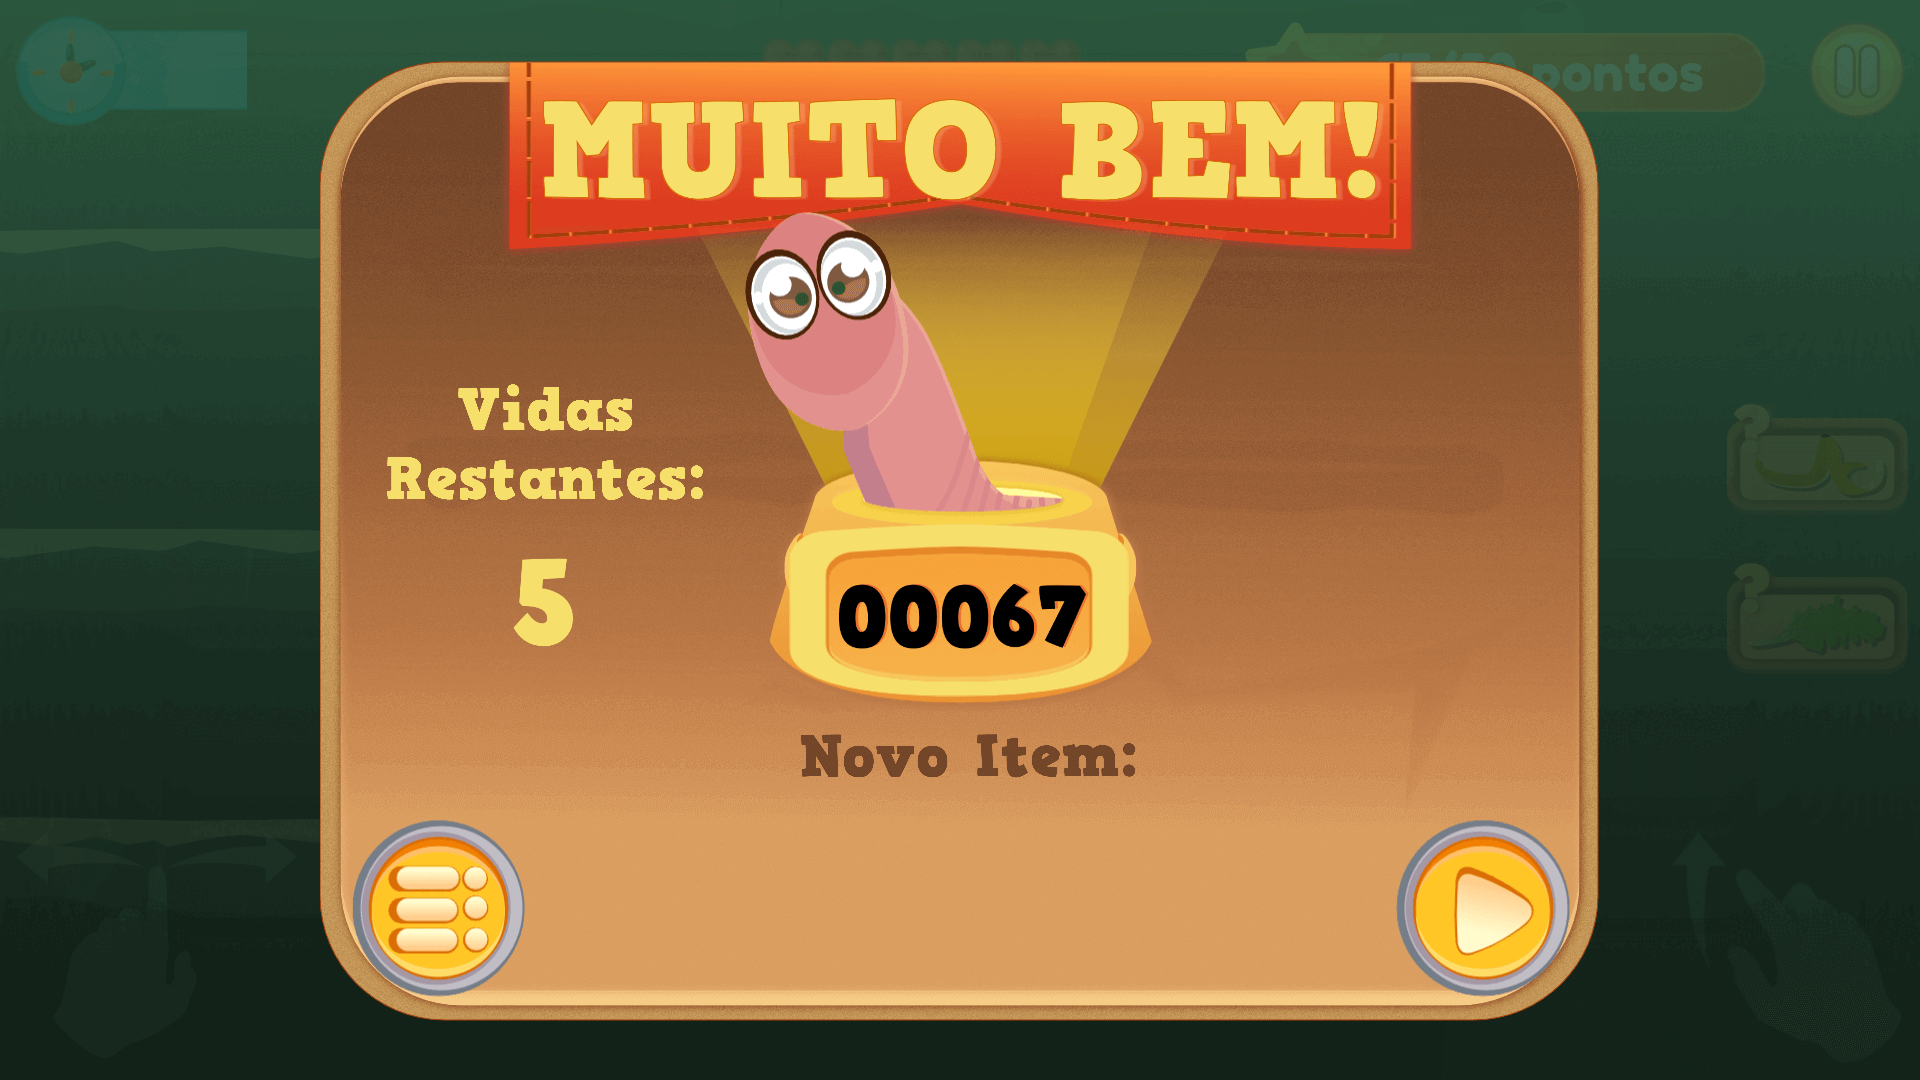 MUITO BEM!
pontos
Vidas
Restantes:
5
00067
Novo Item:
?
?